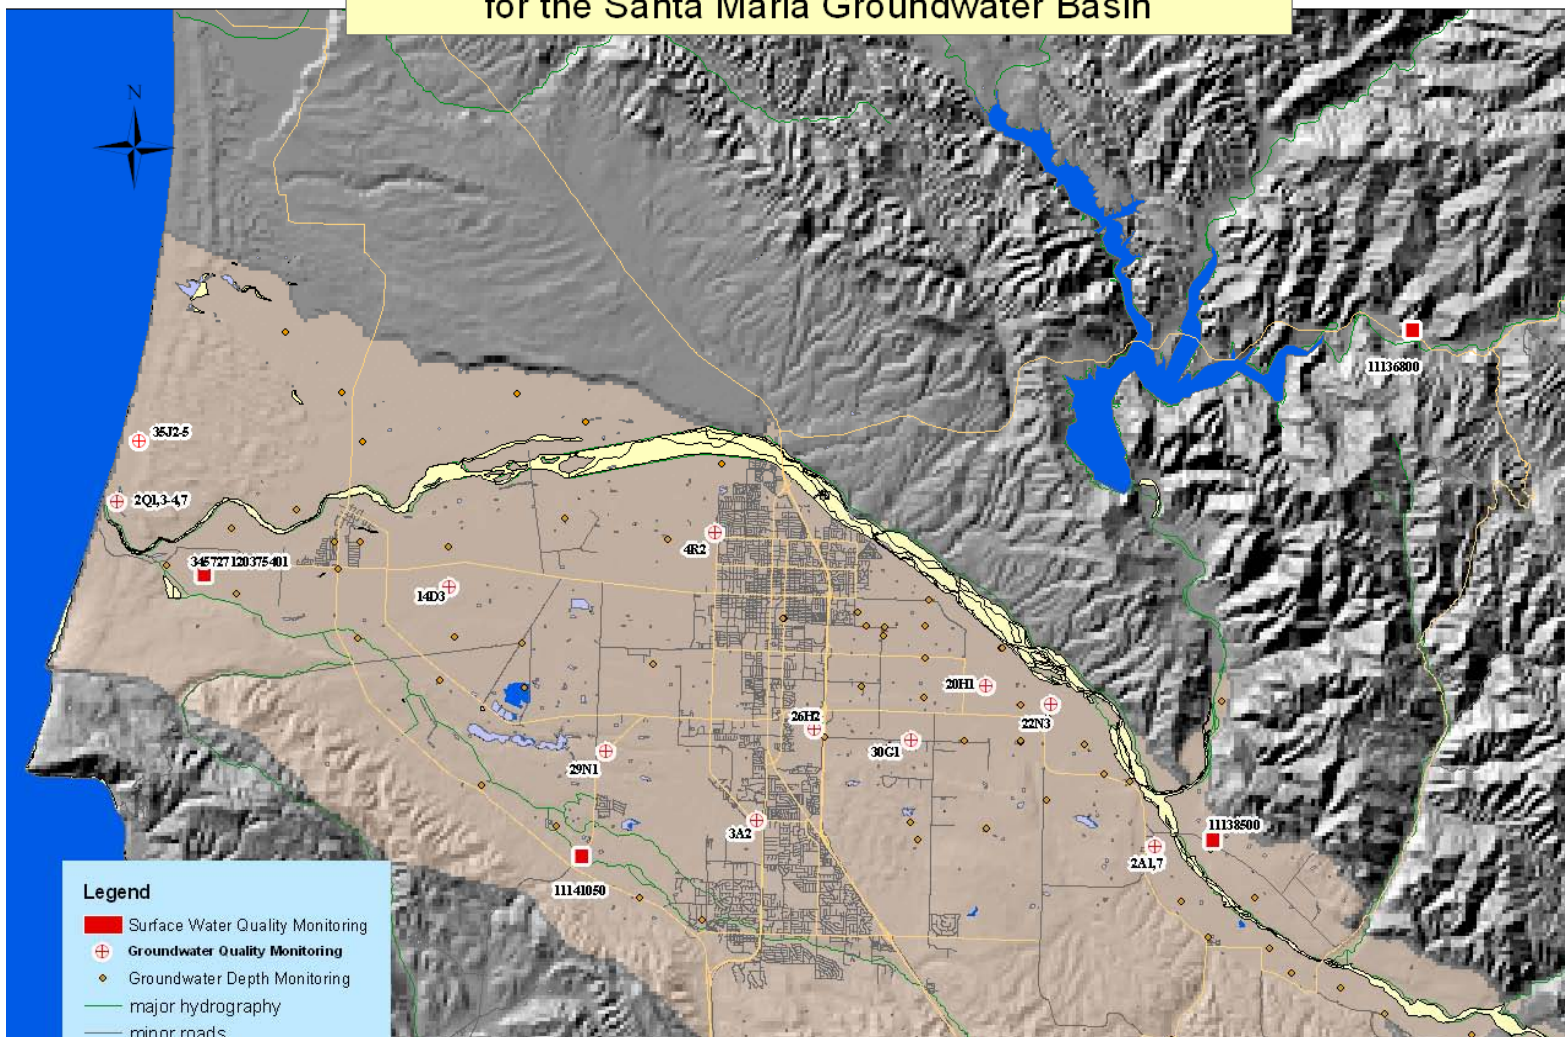 for the Santa Maria Groundwater Basin
N
11136800
35J2-5
2Q1,3-4,7
4R2
345727120375401
14D3
20H1
22N3
26H2
30G1
29N1
3A2
11138500
2A1,7
11141050
Legend
Surface Water Quality Monitoring
Groundwater Quality Monitoring
Groundwater Depth Monitoring
major hydrography
minor roads